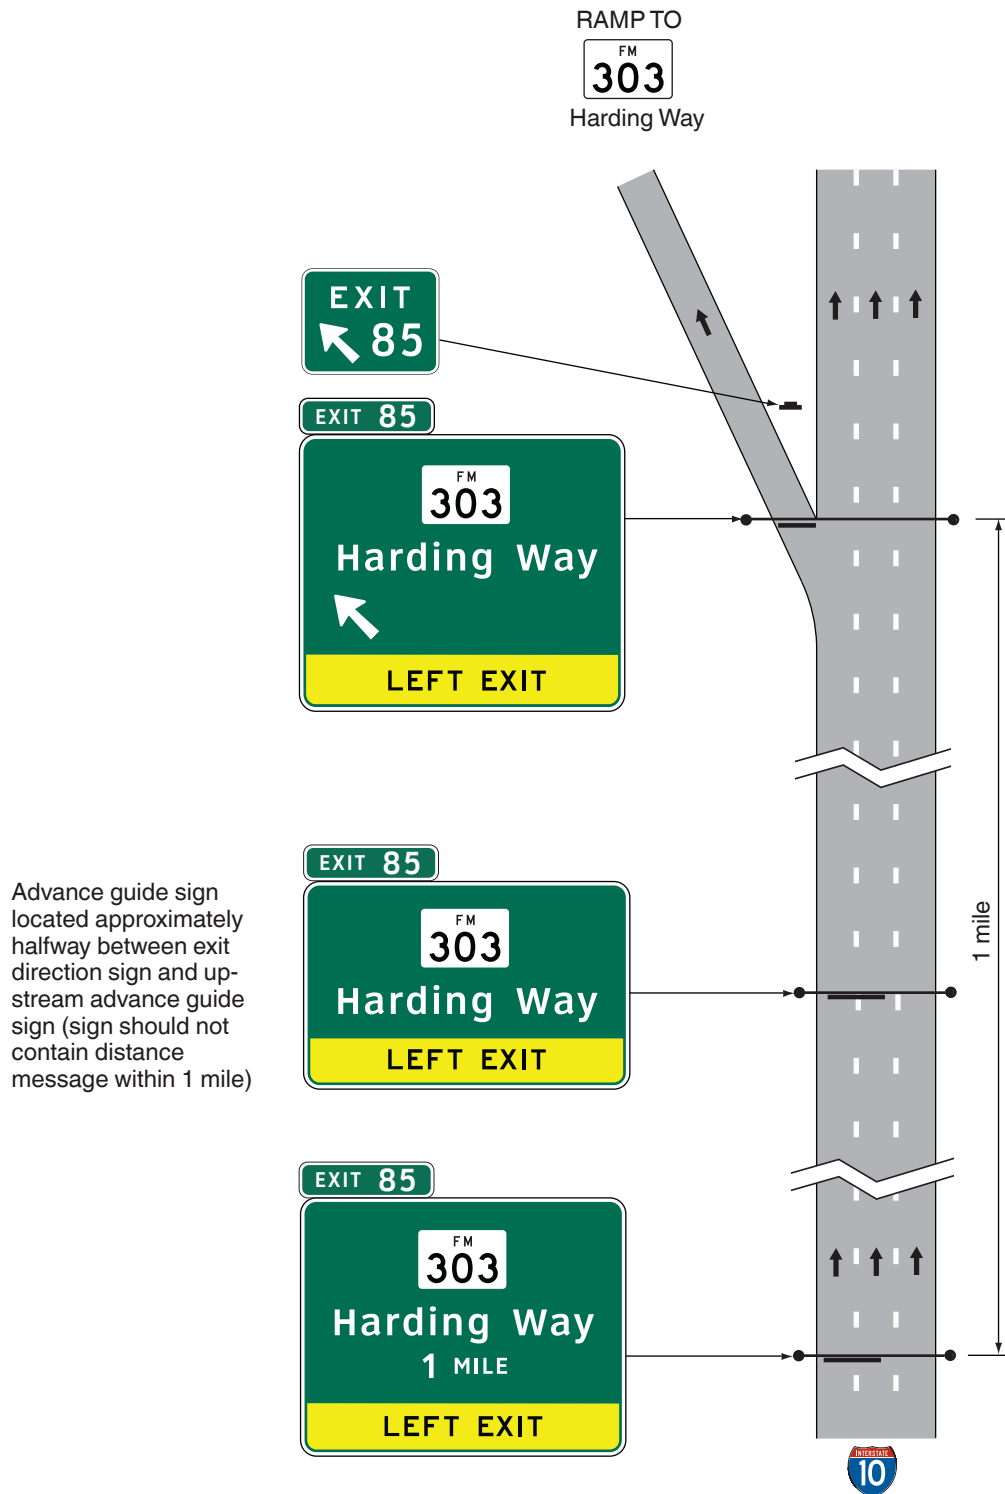 RAMP TO
FM
303
Harding Way
EXIT
85
EXIT 85
FM
303
Harding Way
LEFT EXIT
Advance guide sign
located approximately
halfway between exit
direction sign and up-
stream advance guide
sign (sign should not
contain distance
message within 1 mile)
EXIT 85
FM
303
Harding Way
LEFT EXIT
1 mile
EXIT 85
FM
303
Harding Way
1 MILE
LEFT EXIT
INTERSTATE
10